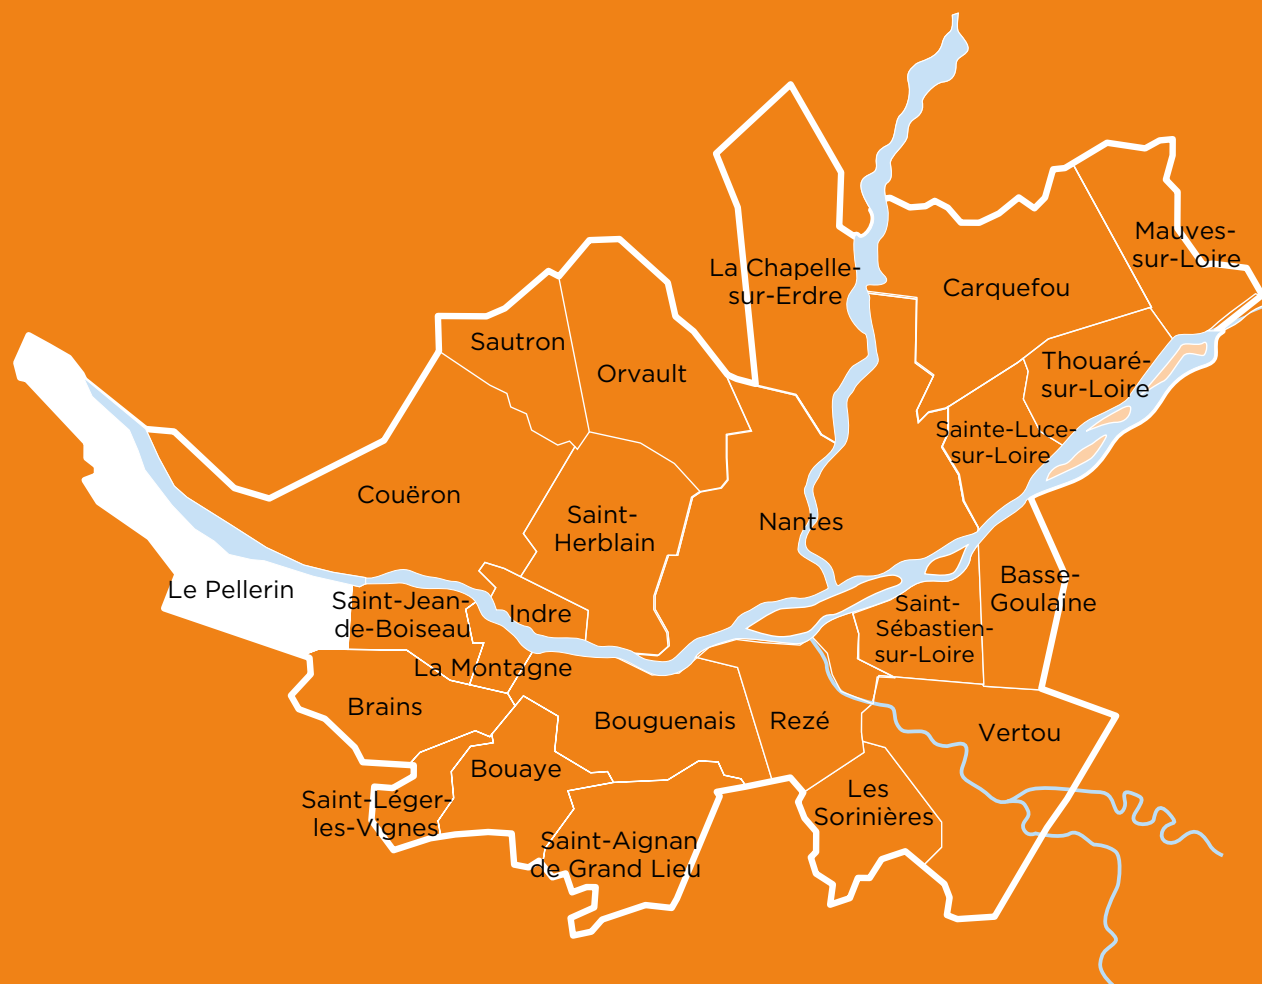 Mauves-
sur-Loire
La Chapelle-
sur-Erdre
Carquefou
Sautron
Orvault
Thouaré-
sur-Loire
Sainte-Luce-
sur-Loire
Couëron
Saint-
Herblain
Nantes
Basse-
Goulaine
Le Pellerin
Saint-Jean-
de-Boiseau
Indre
Saint-
Sébastien-
sur-Loire
La Montagne
Brains
Bouguenais
Rezé
Vertou
Bouaye
Saint-Léger-
les-Vignes
Les
Sorinières
Saint-Aignan
de Grand Lieu